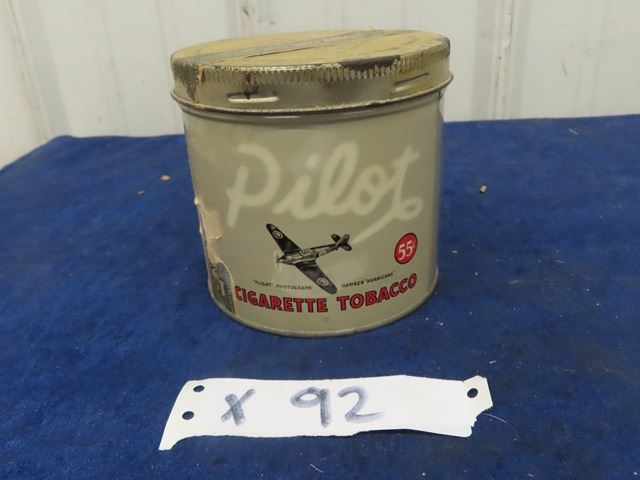 Pilot
55¢
"FLIGHT" PHOTOGRAPH HAWKER "HURRICANE"
CIGARETTE TOBACCO
X 92